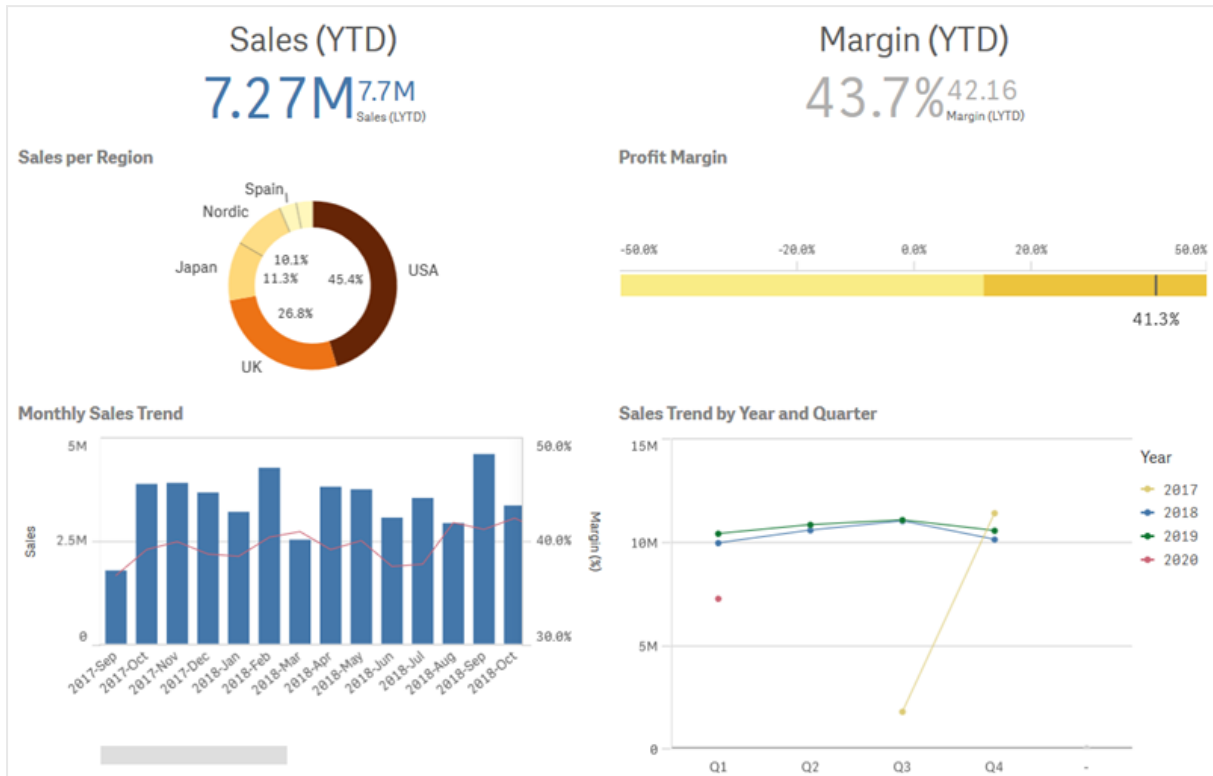 Sales (YTD)
7.27M 7.7M
Sales (LYTD)
Margin (YTD)
43.7% 42.16
Margin (LYTD)
Sales per Region
Spain
Nordic
Japan
USA
UK
10.1%
11.3%
45.4%
26.8%
Profit Margin
-50.0% -20.0% 0.0% 20.0% 50.0%
41.3%
Monthly Sales Trend
5M
2.5M
0
Sales
50.0%
40.0%
30.0%
Margin (%)
2017-Sep
2017-Oct
2017-Nov
2017-Dec
2018-Jan
2018-Feb
2018-Mar
2018-Apr
2018-May
2018-Jun
2018-Jul
2018-Aug
2018-Sep
2018-Oct
Sales Trend by Year and Quarter
15M
10M
5M
0
Q1 Q2 Q3 Q4 -
Year
2017
2018
2019
2020